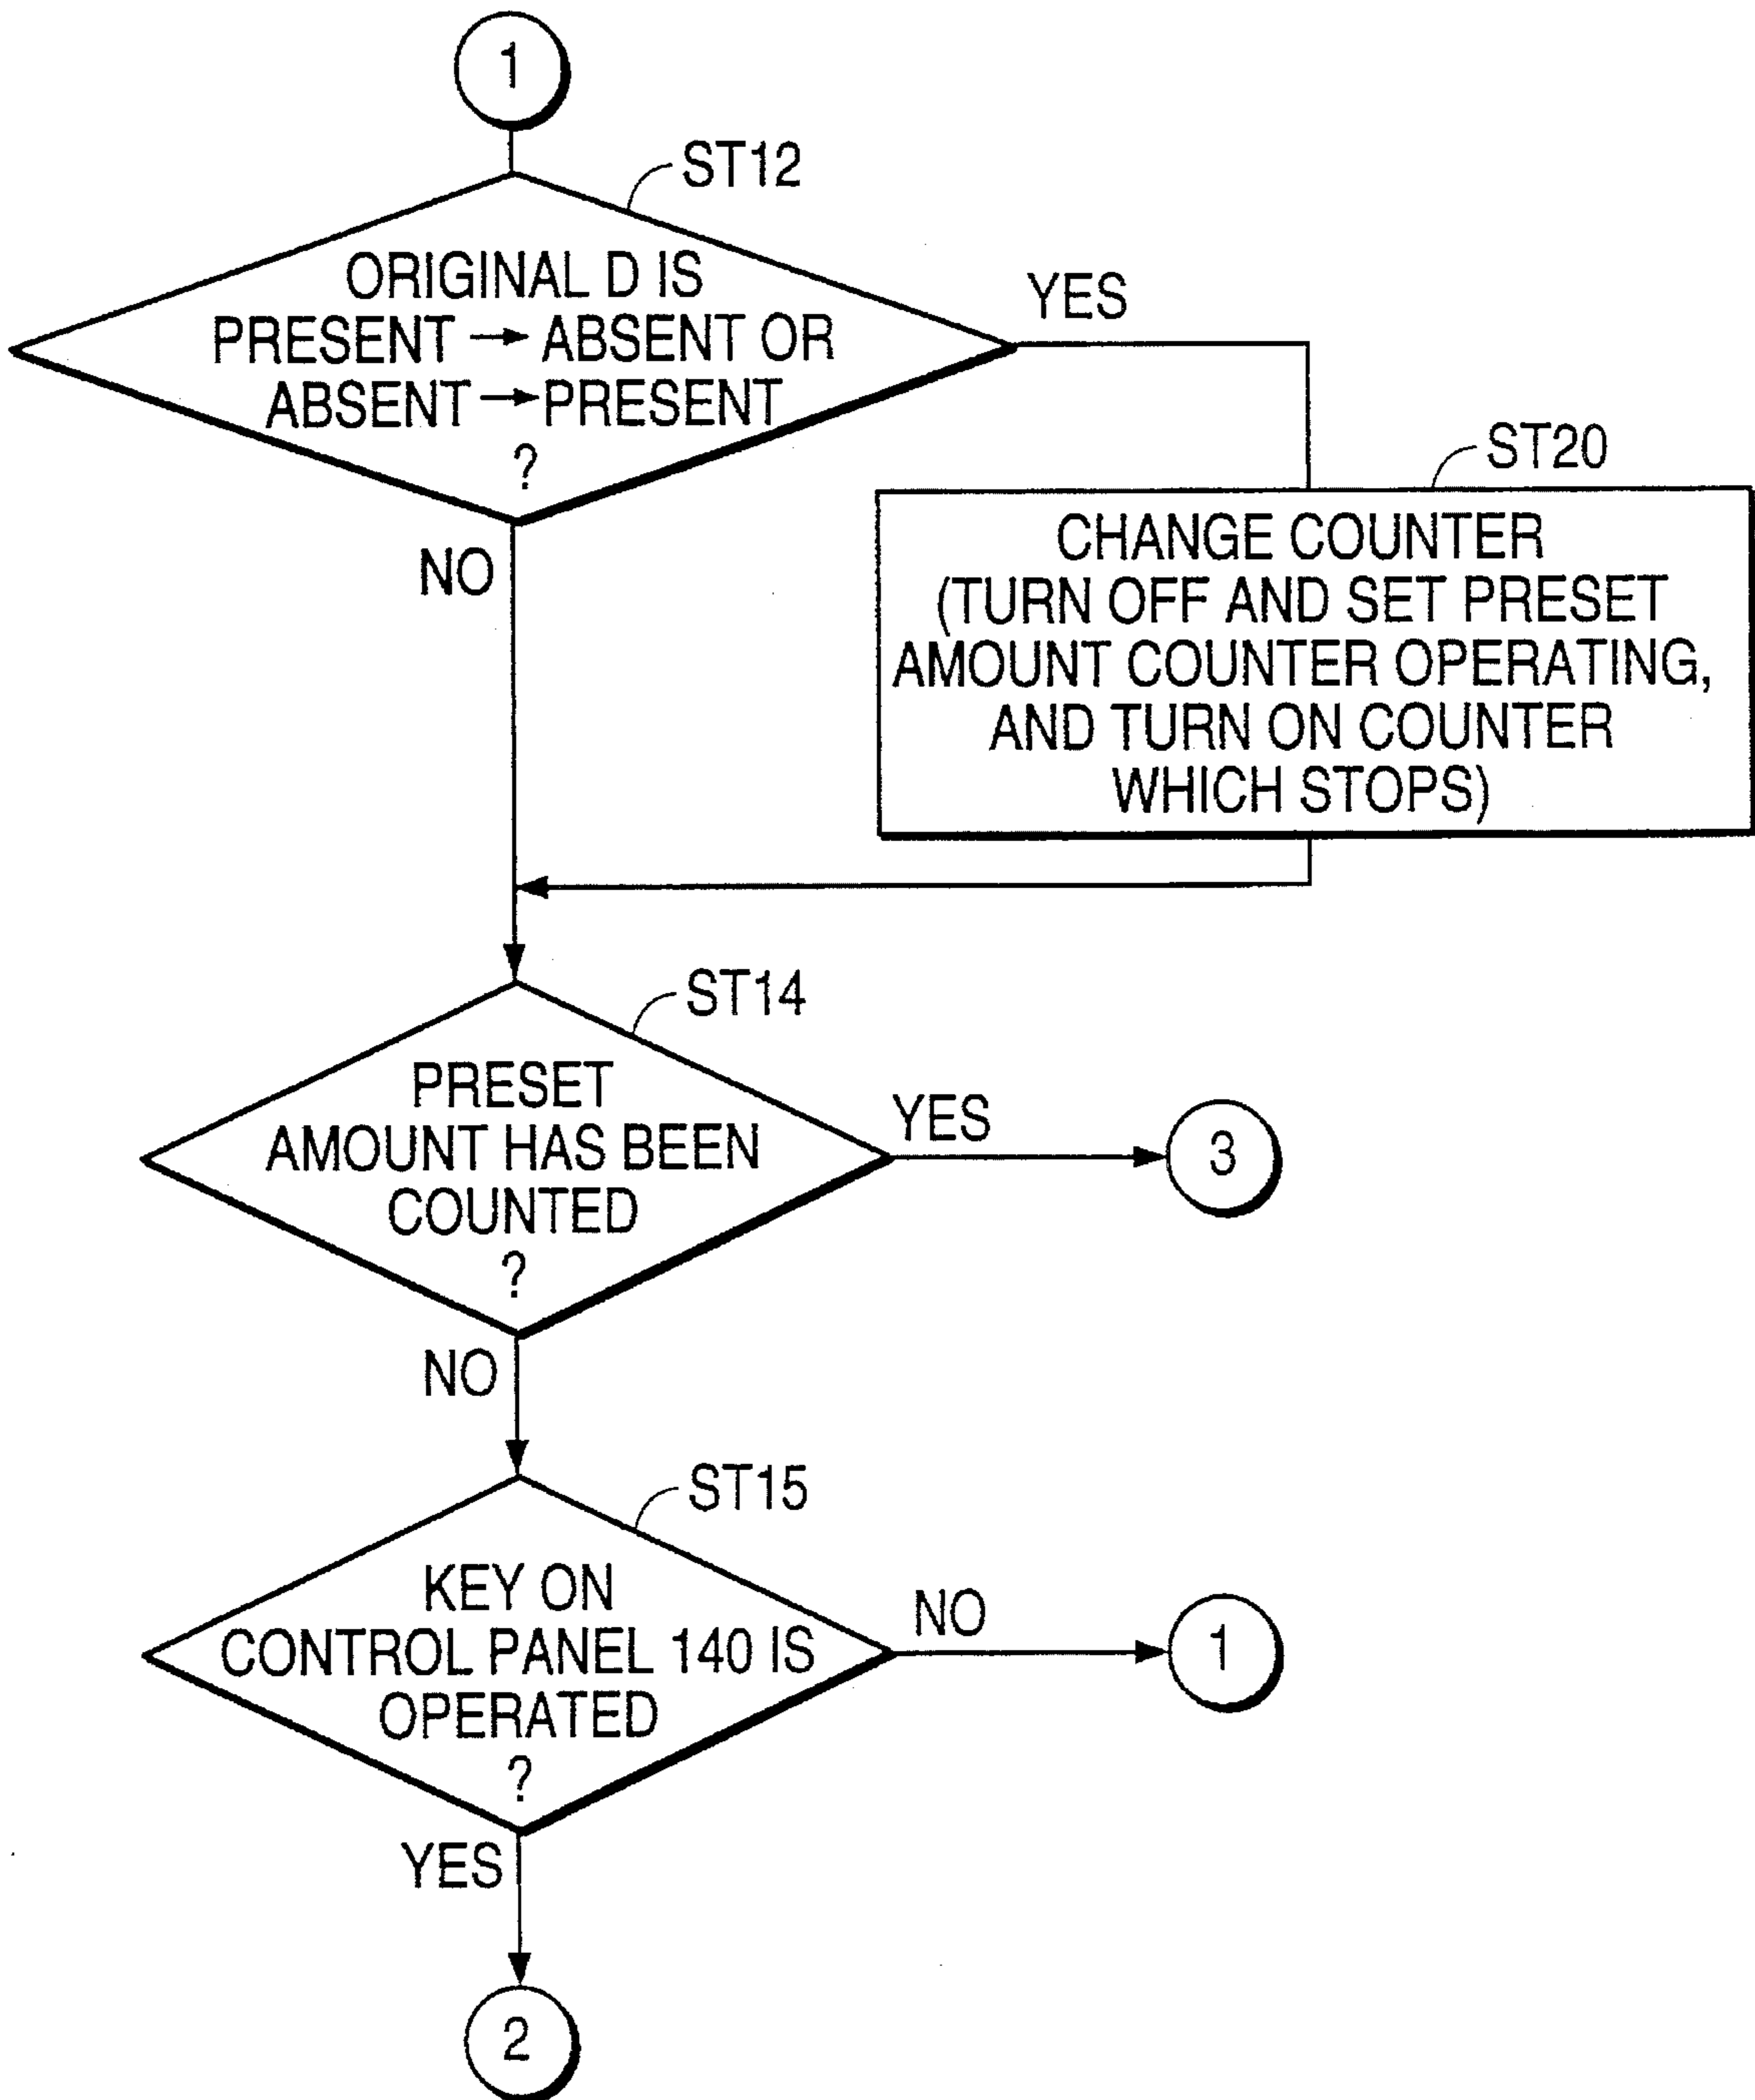 1
ST12
ORIGINAL D IS
PRESENT → ABSENT OR
ABSENT → PRESENT
?
YES
NO
ST20
CHANGE COUNTER
(TURN OFF AND SET PRESET
AMOUNT COUNTER OPERATING,
AND TURN ON COUNTER
WHICH STOPS)
ST14
PRESET
AMOUNT HAS BEEN
COUNTED
?
YES
3
NO
ST15
KEY ON
CONTROL PANEL 140 IS
OPERATED
?
NO
1
YES
2